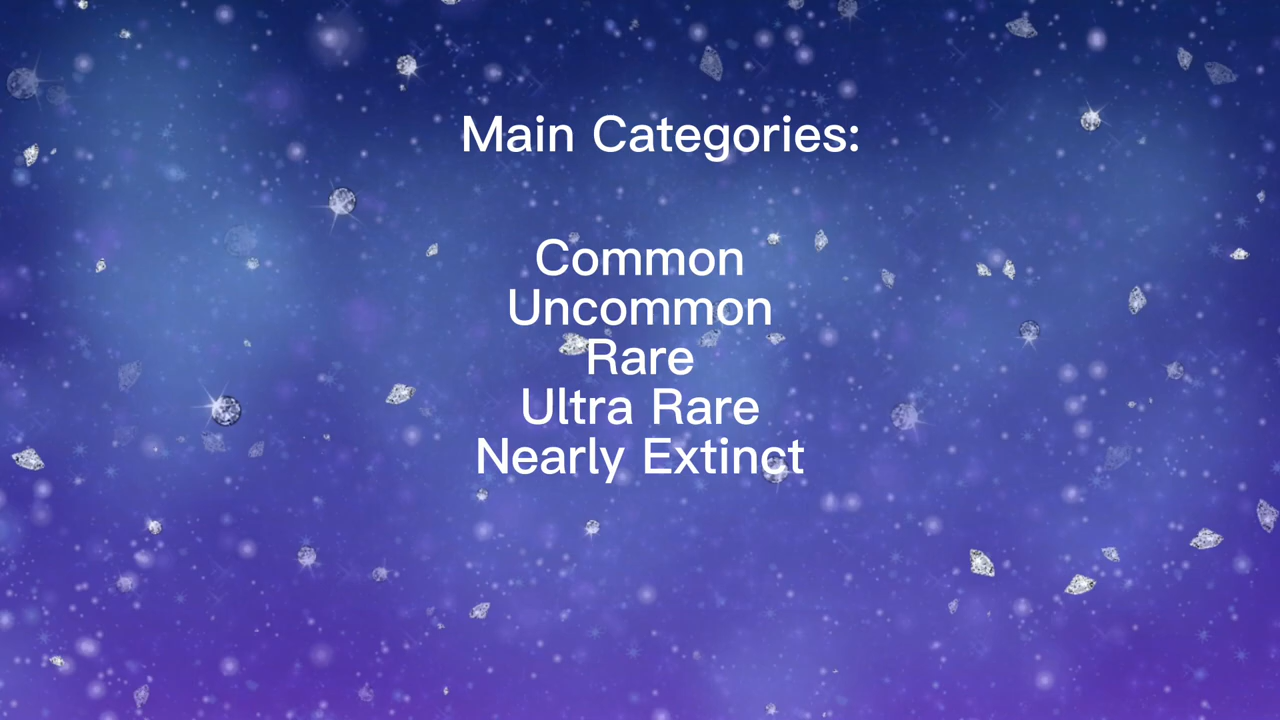 Main Categories:
Common
Uncommon
Rare
Ultra Rare
Nearly Extinct